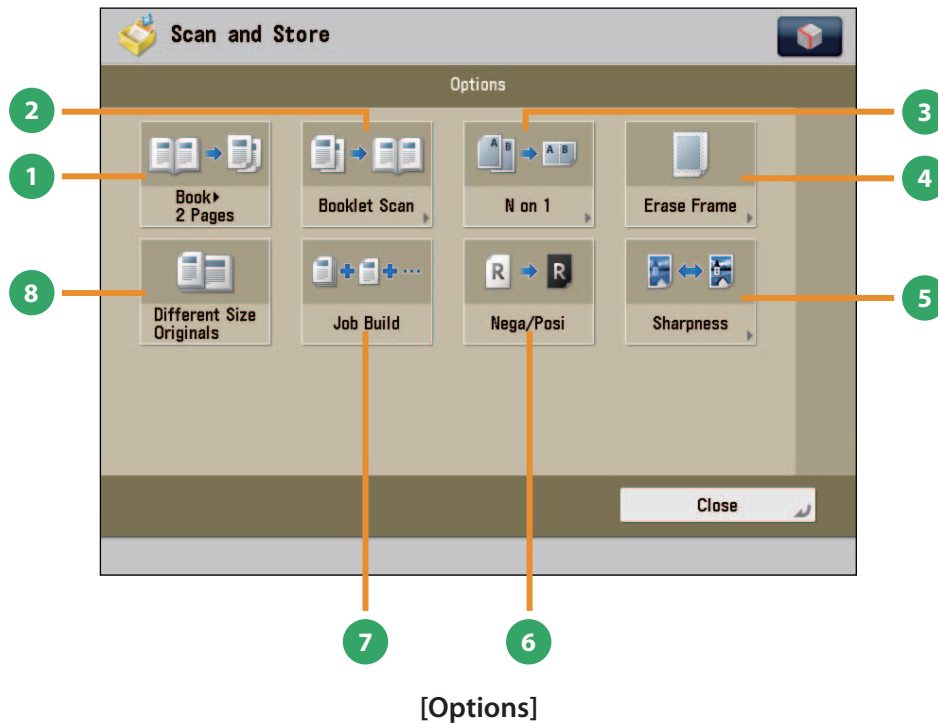 Scan and Store
Options
2
3
1
4
A B
A B
Book▸
2 Pages
Booklet Scan
N on 1
Erase Frame
8
5
R
R
Different Size
Originals
Job Build
Nega/Posi
Sharpness
Close
7
6
[Options]